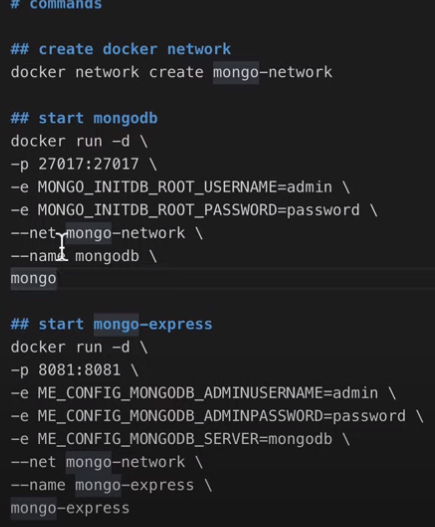 # commands
## create docker network
docker network create mongo-network
## start mongodb
docker run -d \
-p 27017:27017 \
-e MONGO_INITDB_ROOT_USERNAME=admin \
-e MONGO_INITDB_ROOT_PASSWORD=password \
--net mongo-network \
--name mongodb \
mongo
## start mongo-express
docker run -d \
-p 8081:8081 \
-e ME_CONFIG_MONGODB_ADMINUSERNAME=admin \
-e ME_CONFIG_MONGODB_ADMINPASSWORD=password \
-e ME_CONFIG_MONGODB_SERVER=mongodb \
--net mongo-network \
--name mongo-express \
mongo-express